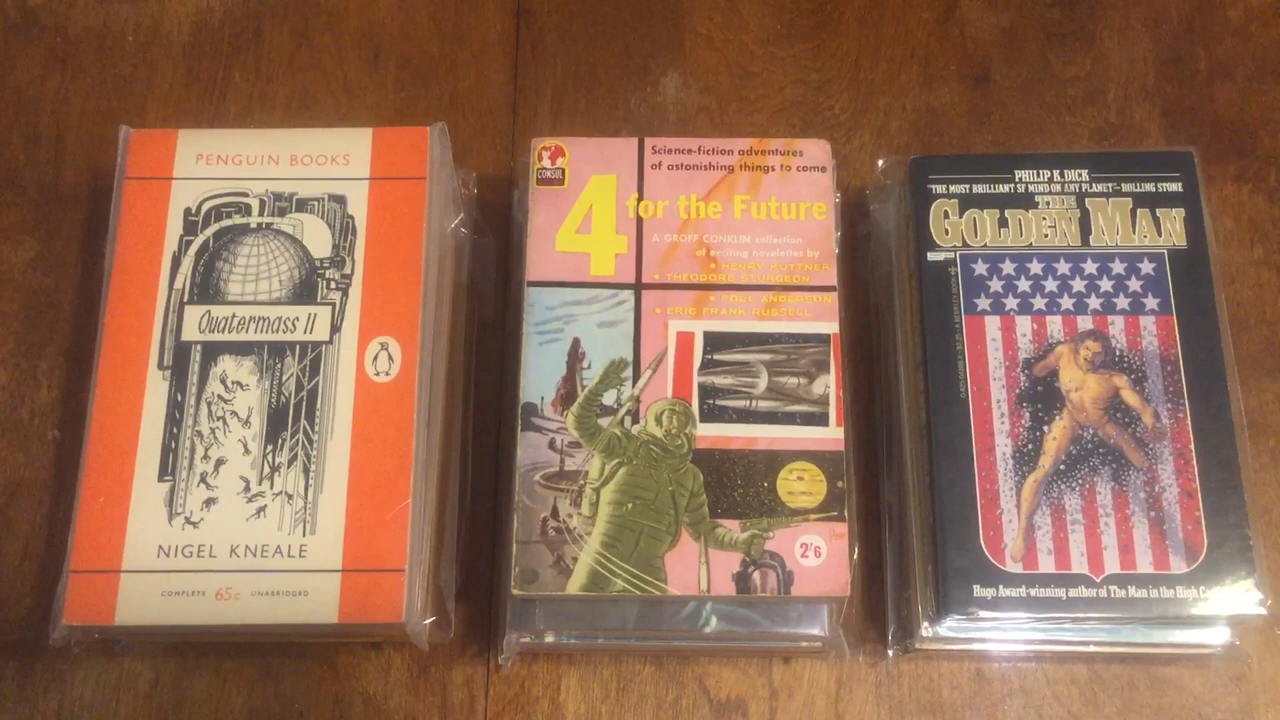 PENGUIN BOOKS
Quatermass II
NIGEL KNEALE
COMPLETE 65c UNABRIDGED
CONSUL
Science-fiction adventures
of astonishing things to come
4 for the Future
A GROFF CONKLIN collection
of exciting novelettes by
• HENRY KUTTNER
• THEODORE STURGEON
• POUL ANDERSON
• ERIC FRANK RUSSELL
2'6
PHILIP K. DICK
"THE MOST BRILLIANT SF MIND ON ANY PLANET"—ROLLING STONE
THE
GOLDEN MAN
Hugo Award-winning author of The Man in the High